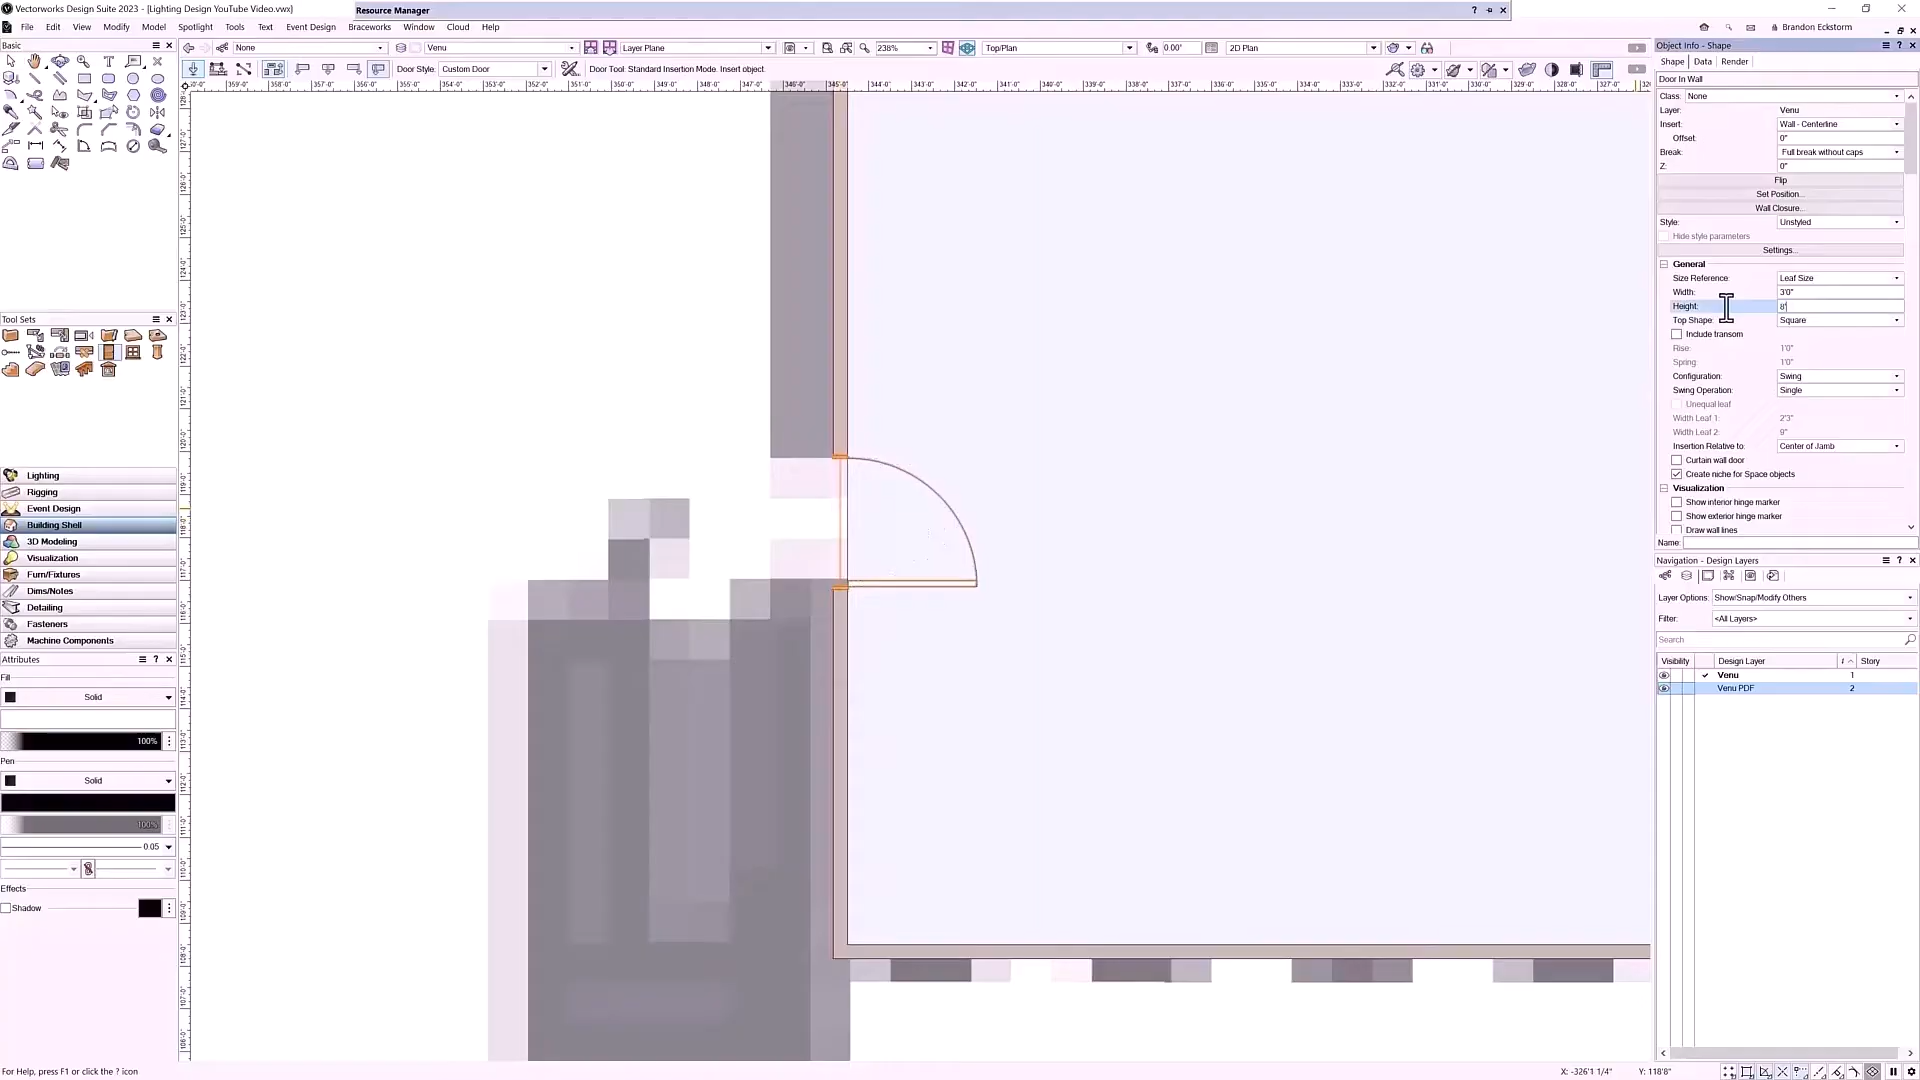 Vectorworks Design Suite 2023 - [Lighting Design YouTube Video.vwx]
Resource Manager
File Edit View Modify Model Spotlight Tools Text Event Design Braceworks Window Cloud Help
Brandon Eckstorm
Basic
None
Venu
Layer Plane
238%
Top/Plan
0.00°
2D Plan
Object Info - Shape
Door Style: Custom Door
Door Tool: Standard Insertion Mode. Insert object.
Shape Data Render
Door In Wall
Class: None
Layer: Venu
Insert: Wall - Centerline
Offset: 0"
Break: Full break without caps
Z: 0"
Flip
Set Position...
Wall Closure...
Style: Unstyled
Hide style parameters
Settings...
General
Size Reference: Leaf Size
Width: 3'0"
Height: 8'
Top Shape: Square
Include transom
Rise: 1'0"
Spring: 1'0"
Configuration: Swing
Swing Operation: Single
Unequal leaf
Width Leaf 1: 2'3"
Width Leaf 2: 9"
Insertion Relative to: Center of Jamb
Curtain wall door
Create niche for Space objects
Visualization
Show interior hinge marker
Show exterior hinge marker
Draw wall lines
Name:
Navigation - Design Layers
Layer Options: Show/Snap/Modify Others
Filter: <All Layers>
Search
Visibility Design Layer Story
Venu 1
Venu PDF 2
Tool Sets
Lighting
Rigging
Event Design
Building Shell
3D Modeling
Visualization
Furn/Fixtures
Dims/Notes
Detailing
Fasteners
Machine Components
Attributes
Fill
Solid
100%
Pen
Solid
100%
0.05
Effects
Shadow
For Help, press F1 or click the ? icon
X: -326'1 1/4" Y: 118'8"